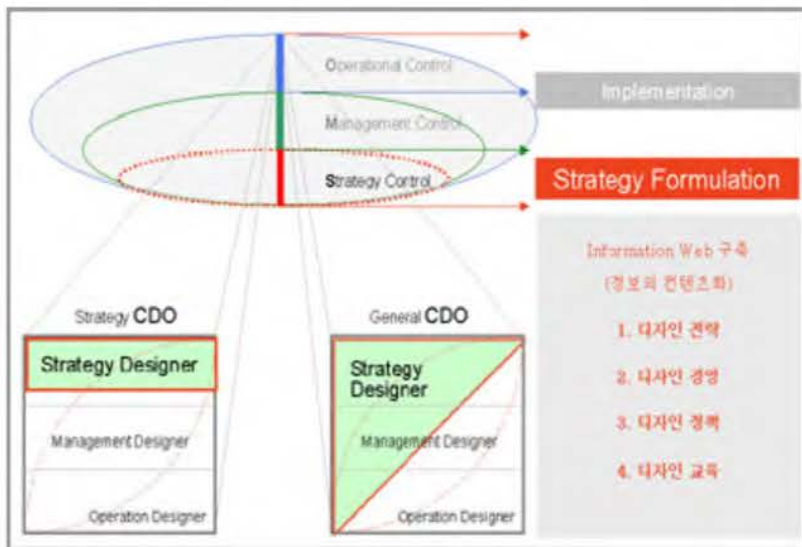 Operational Control
Management Control
Strategy Control
Implementation
Strategy Formulation
Information Web 구축
(정보의 컨텐츠화)
1. 디자인 전략
2. 디자인 경영
3. 디자인 정책
4. 디자인 교육
Strategy CDO
Strategy Designer
Management Designer
Operation Designer
General CDO
Strategy
Designer
Management Designer
Operation Designer